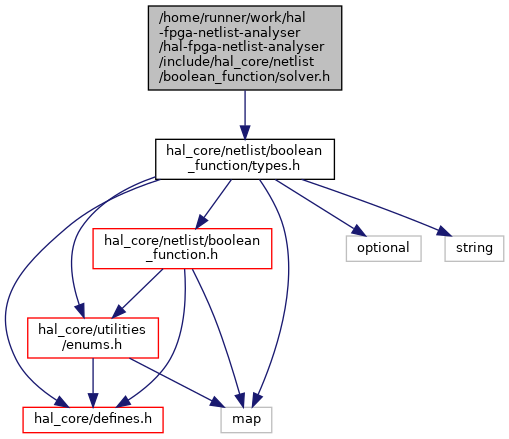 /home/runner/work/hal
-fpga-netlist-analyser
/hal-fpga-netlist-analyser
/include/hal_core/netlist
/boolean_function/solver.h
hal_core/netlist/boolean
_function/types.h
hal_core/netlist/boolean
_function.h
optional
string
hal_core/utilities
/enums.h
hal_core/defines.h
map